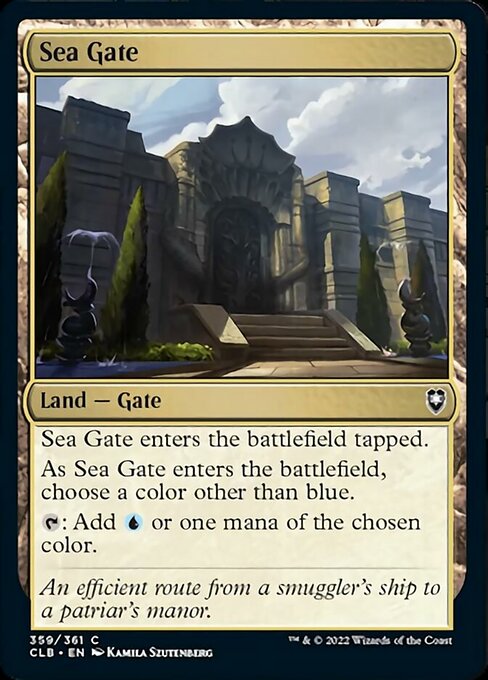 Sea Gate
Land — Gate
Sea Gate enters the battlefield tapped.
As Sea Gate enters the battlefield,
choose a color other than blue.
: Add or one mana of the chosen
color.
An efficient route from a smuggler's ship to
a patriar's manor.
359/361 C
™ & © 2022 Wizards of the Coast
CLB • EN Kamila Szutenberg